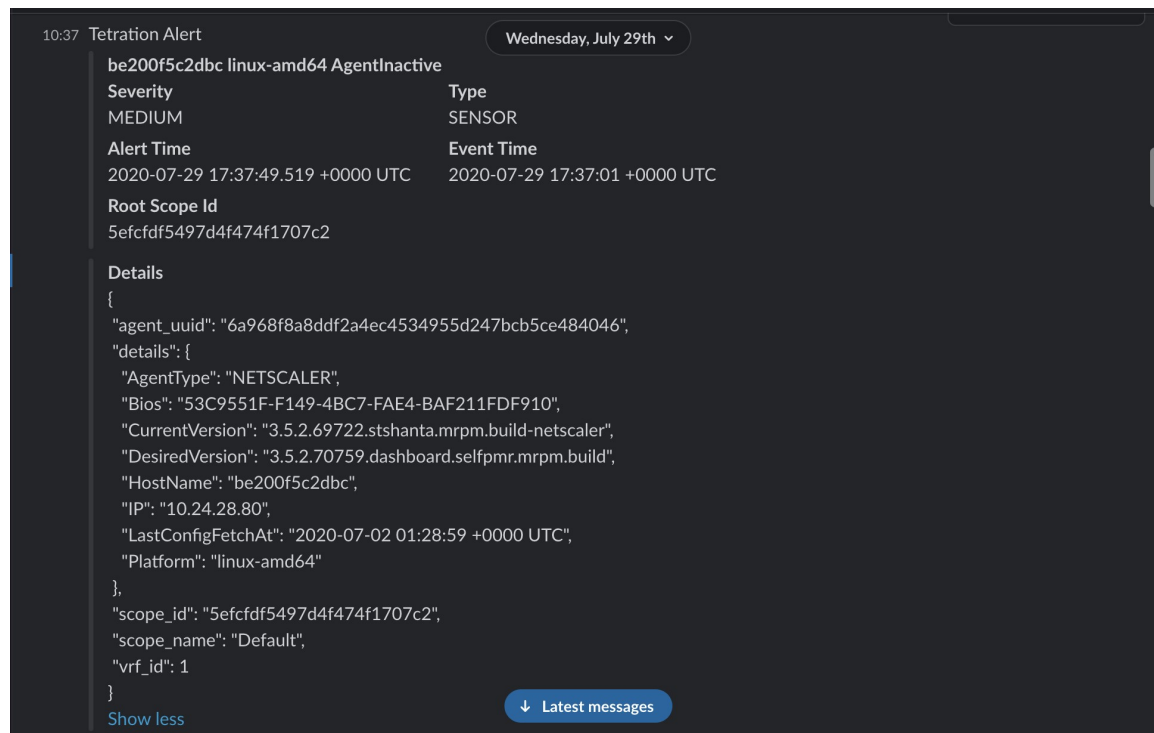 10:37 Tetration Alert
Wednesday, July 29th
be200f5c2dbc linux-amd64 AgentInactive
Severity Type
MEDIUM SENSOR
Alert Time Event Time
2020-07-29 17:37:49.519 +0000 UTC 2020-07-29 17:37:01 +0000 UTC
Root Scope Id
5efcfdf5497d4f474f1707c2
Details
{
"agent_uuid": "6a968f8a8ddf2a4ec4534955d247bcb5ce484046",
"details": {
"AgentType": "NETSCALER",
"Bios": "53C9551F-F149-4BC7-FAE4-BAF211FDF910",
"CurrentVersion": "3.5.2.69722.stshanta.mrpm.build-netscaler",
"DesiredVersion": "3.5.2.70759.dashboard.selfpmr.mrpm.build",
"HostName": "be200f5c2dbc",
"IP": "10.24.28.80",
"LastConfigFetchAt": "2020-07-02 01:28:59 +0000 UTC",
"Platform": "linux-amd64"
},
"scope_id": "5efcfdf5497d4f474f1707c2",
"scope_name": "Default",
"vrf_id": 1
}
Show less
Latest messages